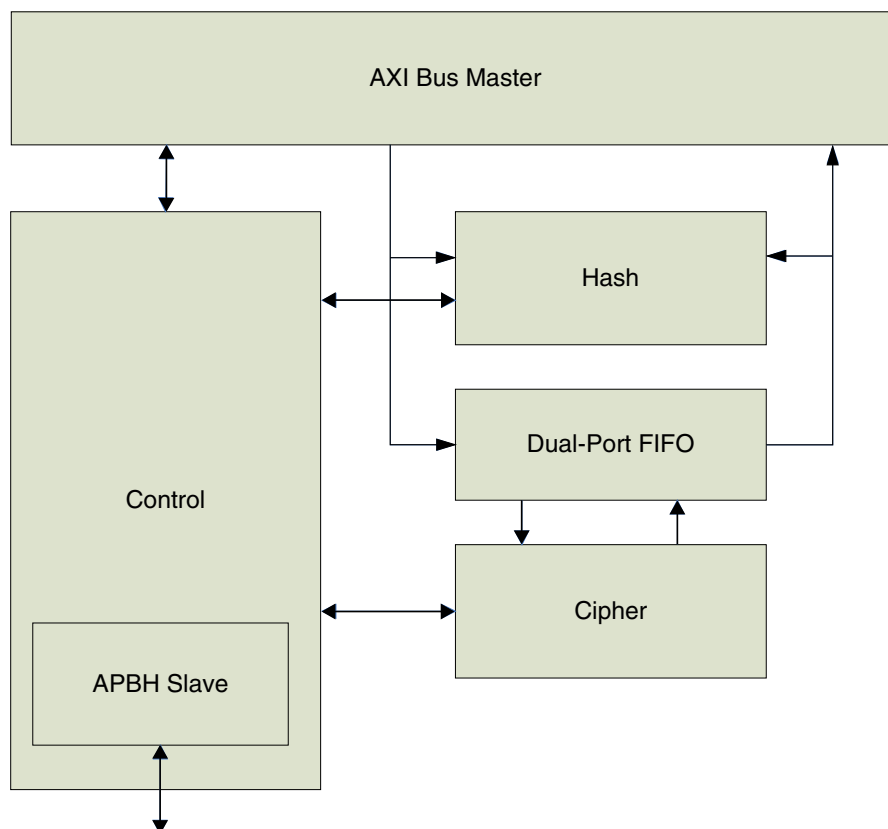 AXI Bus Master
Hash
Dual-Port FIFO
Control
Cipher
APBH Slave